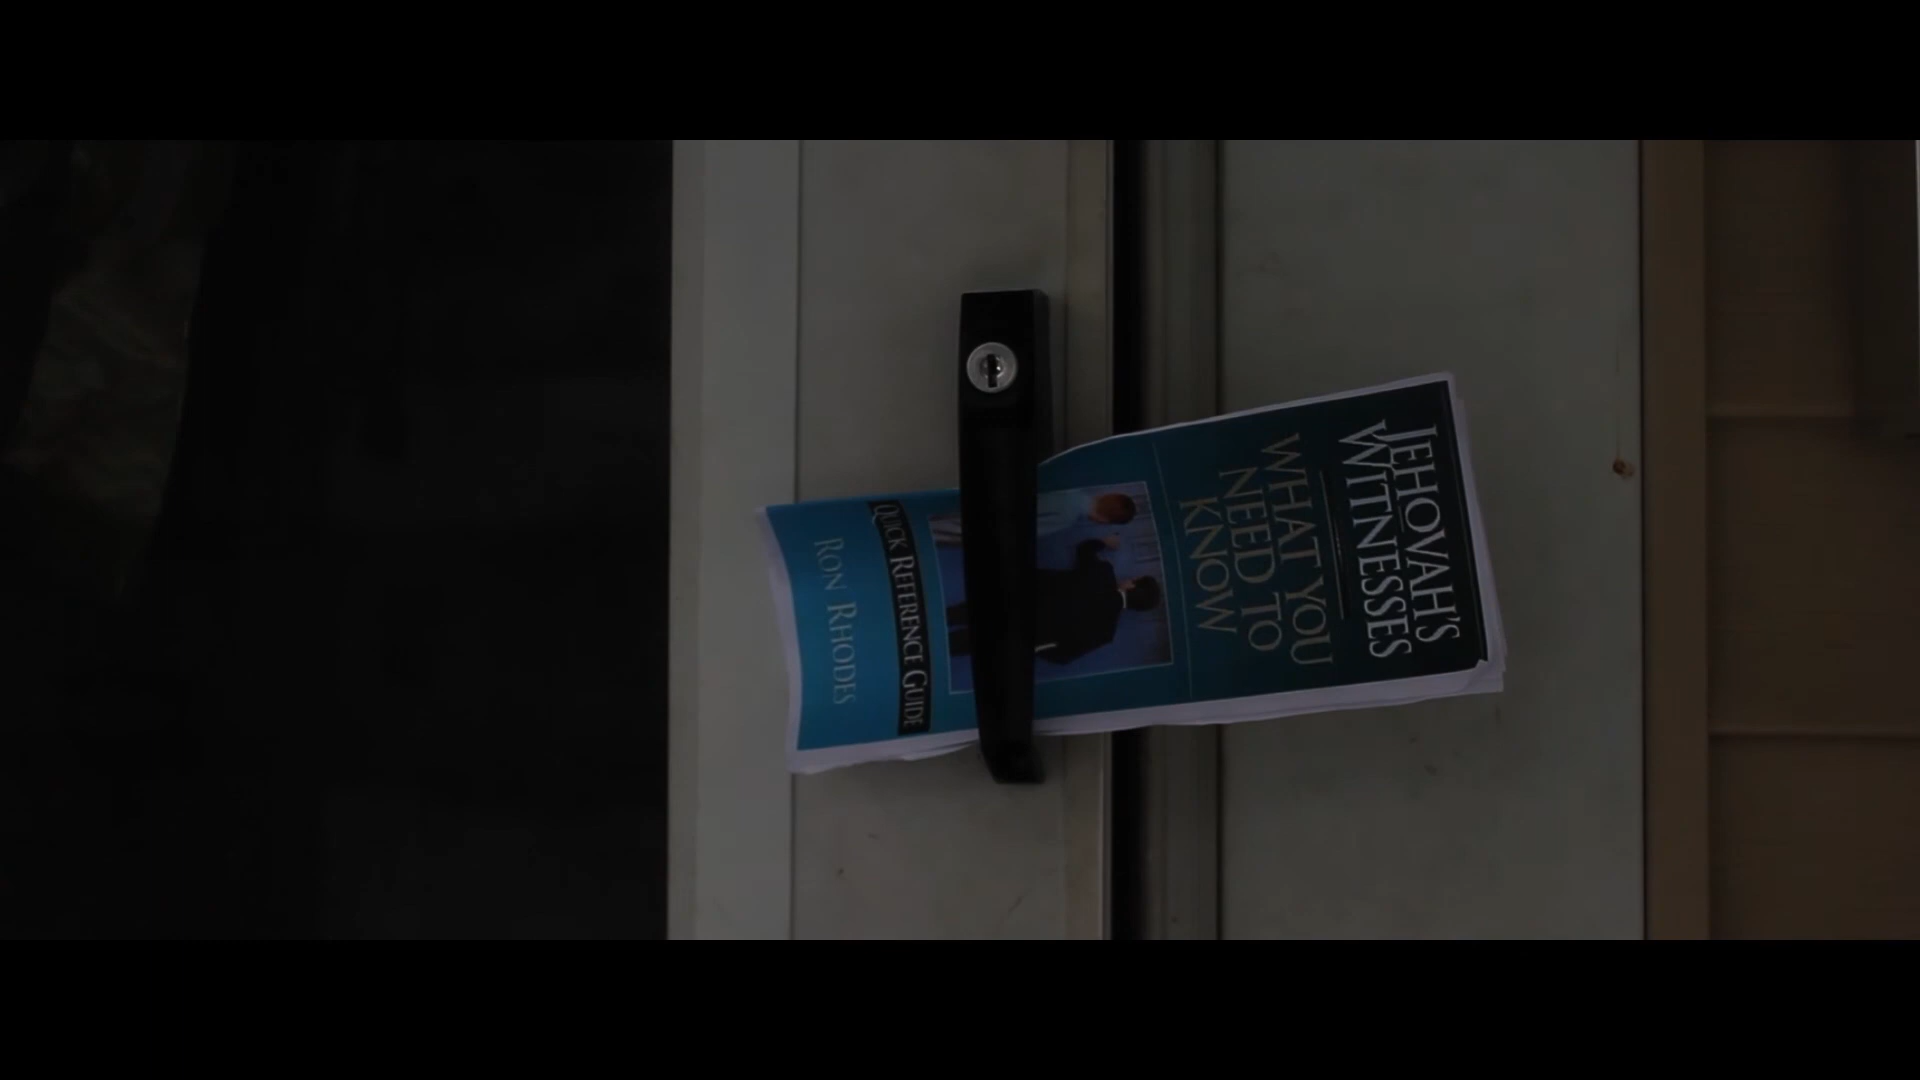 JEHOVAH'S
WITNESSES
WHAT YOU
NEED TO
KNOW
QUICK REFERENCE GUIDE
RON RHODES